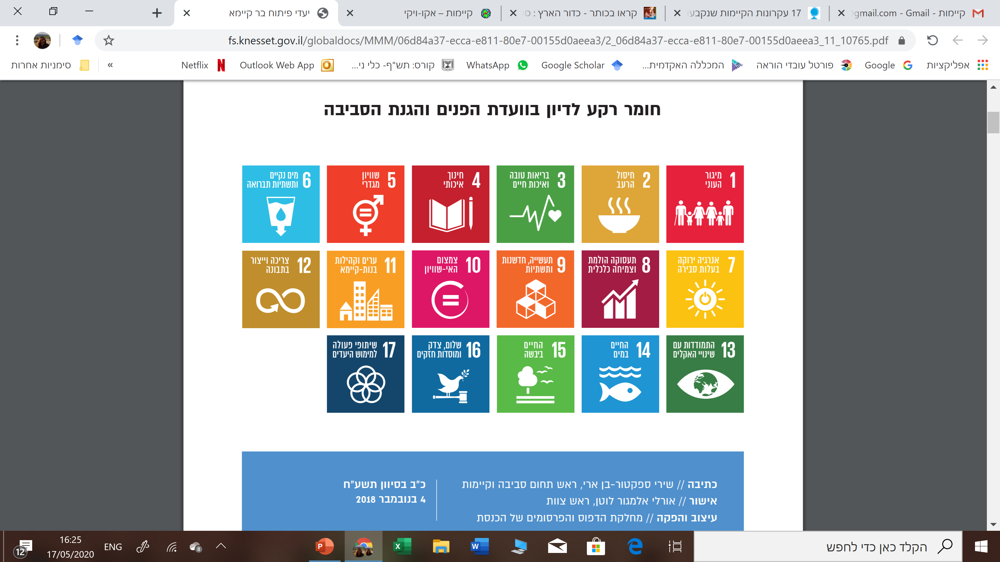 קיימות - Gmail - gmail.com
17 עקרונות הקיימות שנקבעו
קראו בכותר - כדור הארץ : סו
קיימות – אקו-ויקי
יעדי פיתוח בר קיימא
fs.knesset.gov.il/globaldocs/MMM/06d84a37-ecca-e811-80e7-00155d0aeea3/2_06d84a37-ecca-e811-80e7-00155d0aeea3_11_10765.pdf
אפליקציות Google פורטל עובדי הוראה המכללה האקדמית... Google Scholar WhatsApp קורס: תש"ף- כלי ני... Outlook Web App Netflix » סימניות אחרות
חומר רקע לדיון בוועדת הפנים והגנת הסביבה
1 מיגור
העוני
2 חיסול
הרעב
3 בריאות טובה
ואיכות חיים
4 חינוך
איכותי
5 שוויון
מגדרי
6 מים נקיים
ותשתיות תברואה
7 אנרגיה ירוקה
בעלות סבירה
8 תעסוקה הולמת
וצמיחה כלכלית
9 תעשייה, חדשנות
ותשתיות
10 צמצום
האי-שוויון
11 ערים וקהילות
בנות-קיימא
12 צריכה וייצור
בתבונה
13 התמודדות עם
שינויי האקלים
14 החיים
במים
15 החיים
ביבשה
16 שלום, צדק
ומוסדות חזקים
17 שיתופי פעולה
למימוש היעדים
כתיבה // שירי ספקטור-בן ארי, ראש תחום סביבה וקיימות
אישור // אורלי אלמגור לוטן, ראש צוות
עיצוב והפקה // מחלקת הדפוס והפרסומים של הכנסת
כ"ב בסיוון תשע"ח
4 בנובמבר 2018
הקלד כאן כדי לחפש
ENG
16:25
17/05/2020
12